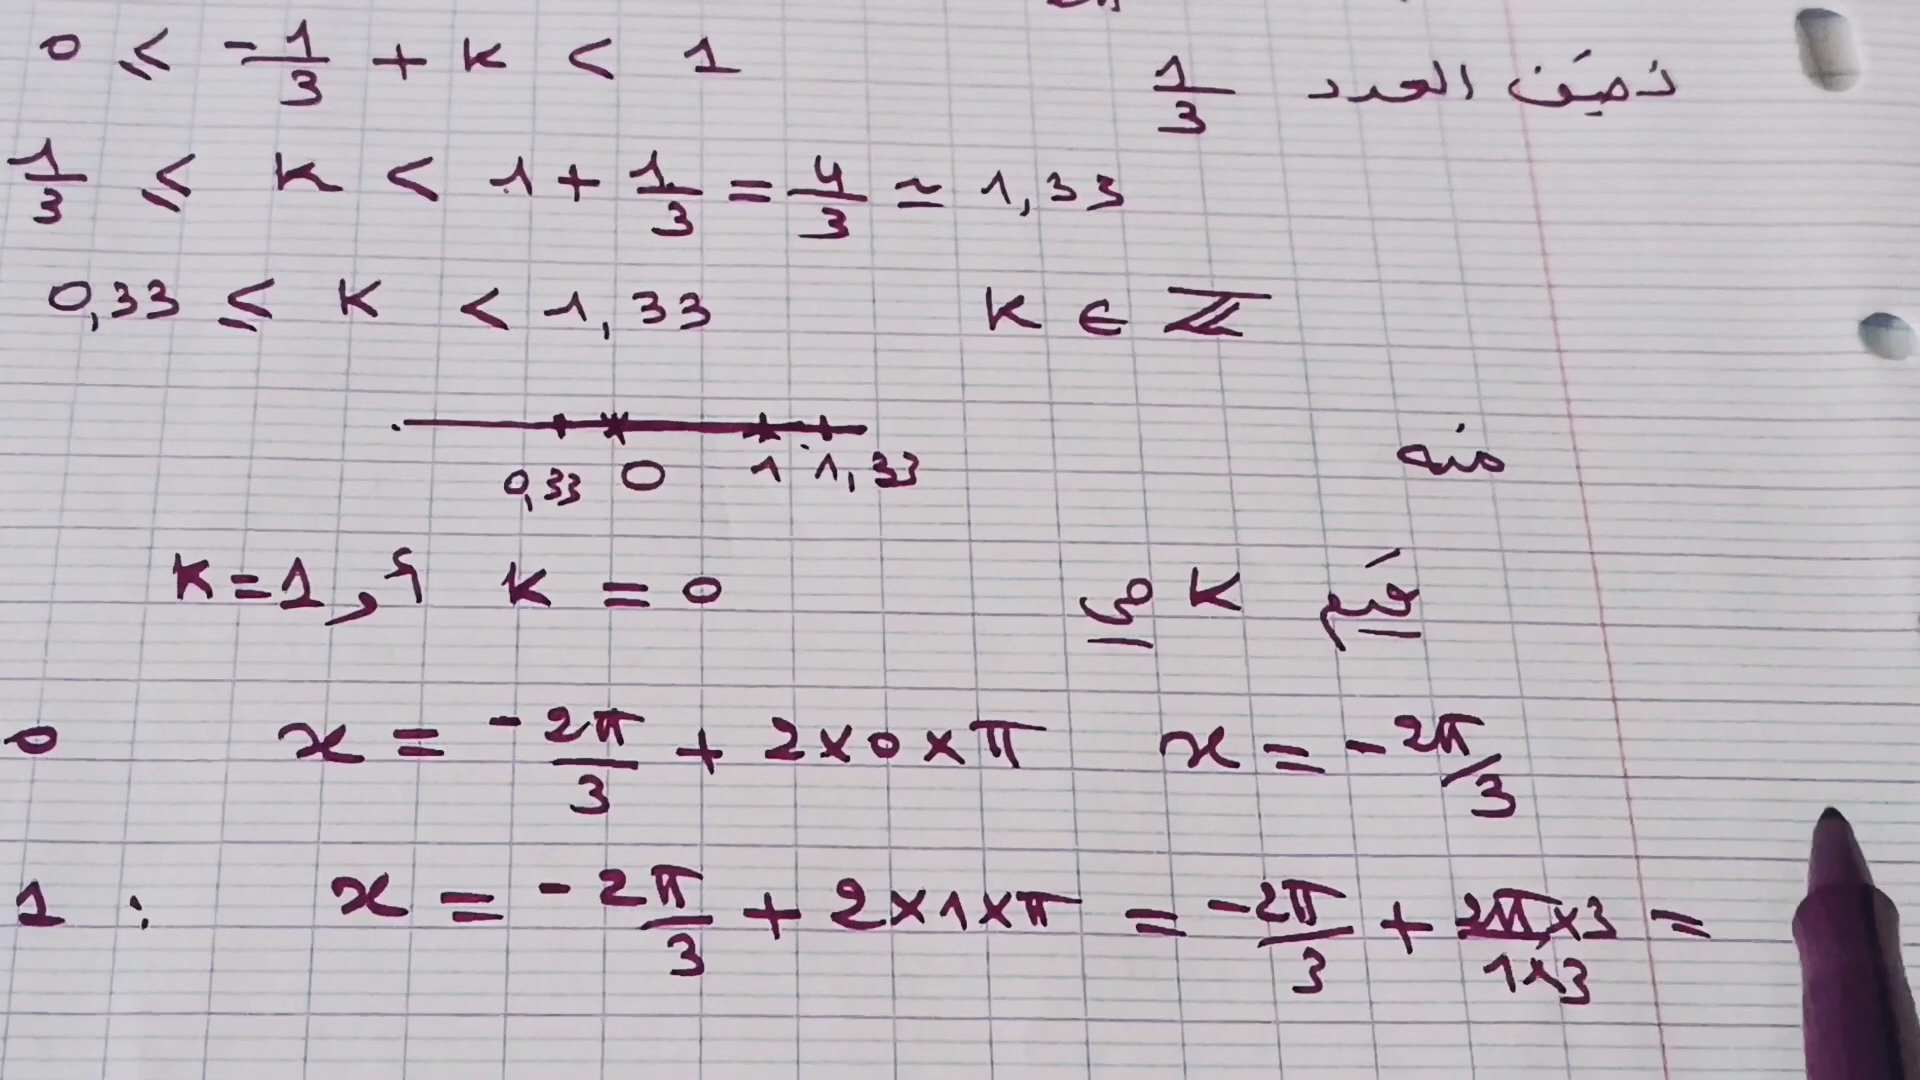 0 ≤ -1/3 + K < 1 نضيف العدد 1/3
1/3 ≤ K < 1 + 1/3 = 4/3 ≃ 1,33
0,33 ≤ K < 1,33 K ∈ ℤ
0,33 0 1 1,33 منه
قيم K هي K = 0 و K = 1
0 x = -2π/3 + 2×0×π x = -2π/3
1 : x = -2π/3 + 2×1×π = -2π/3 + 2π×3/1×3 =